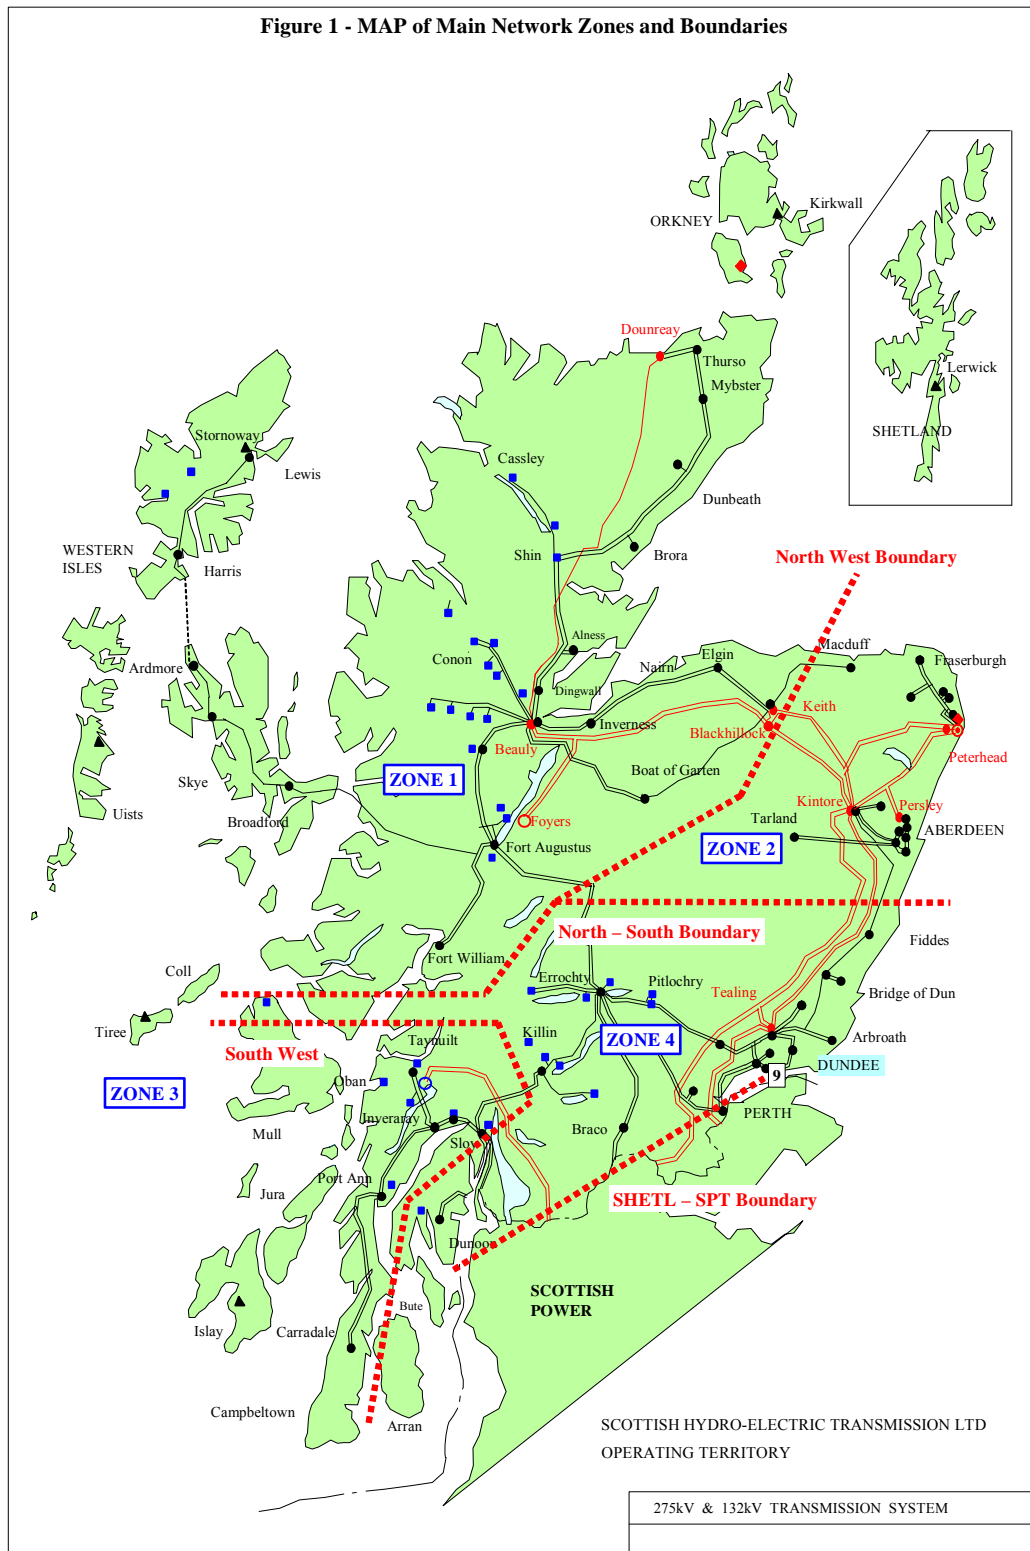 Figure 1 - MAP of Main Network Zones and Boundaries
Kirkwall
ORKNEY
Dounreay
Thurso
Mybster
Lerwick
SHETLAND
Stornoway
Lewis
Cassley
Dunbeath
WESTERN
ISLES
Harris
Shin
Brora
North West Boundary
Alness
Macduff
Ardmore
Conon
Nairn
Elgin
Fraserburgh
Dingwall
Keith
Inverness
Blackhillock
Beauly
Peterhead
Skye
ZONE 1
Boat of Garten
Uists
Broadford
Foyers
Kintore
Persley
Tarland
ABERDEEN
Fort Augustus
ZONE 2
North – South Boundary
Fiddes
Fort William
Coll
Errochty
Pitlochry
Bridge of Dun
Tealing
Tiree
Killin
ZONE 4
Arbroath
South West
Taynuilt
DUNDEE
Oban
9
ZONE 3
Inveraray
PERTH
Mull
Sloy
Braco
Port Ann
Jura
SHETL – SPT Boundary
Dunoon
SCOTTISH
POWER
Bute
Islay
Carradale
Campbeltown
Arran
SCOTTISH HYDRO-ELECTRIC TRANSMISSION LTD
OPERATING TERRITORY
275kV & 132kV TRANSMISSION SYSTEM